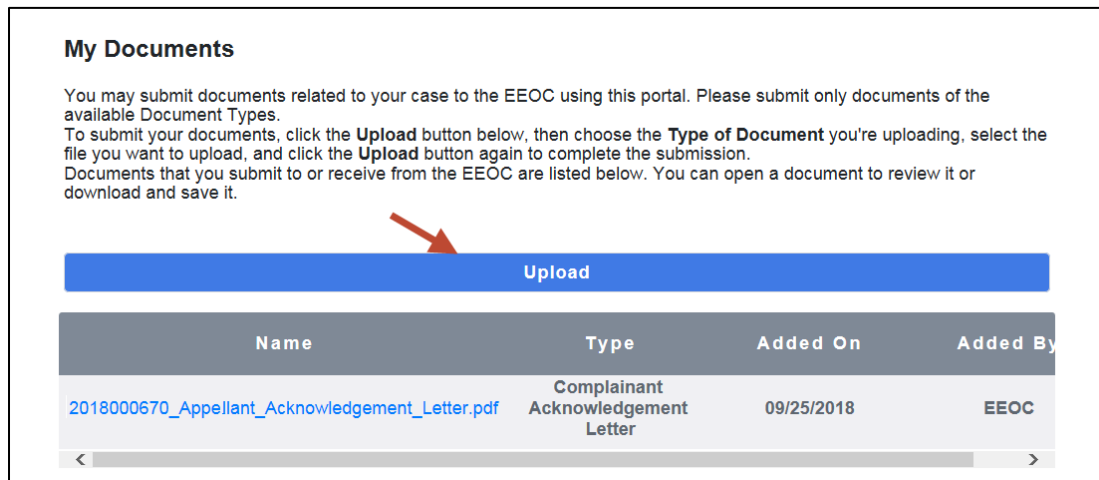 My Documents
You may submit documents related to your case to the EEOC using this portal. Please submit only documents of the
available Document Types.
To submit your documents, click the Upload button below, then choose the Type of Document you're uploading, select the
file you want to upload, and click the Upload button again to complete the submission.
Documents that you submit to or receive from the EEOC are listed below. You can open a document to review it or
download and save it.
Upload
Name Type Added On Added By
Complainant
2018000670_Appellant_Acknowledgement_Letter.pdf Acknowledgement 09/25/2018 EEOC
Letter